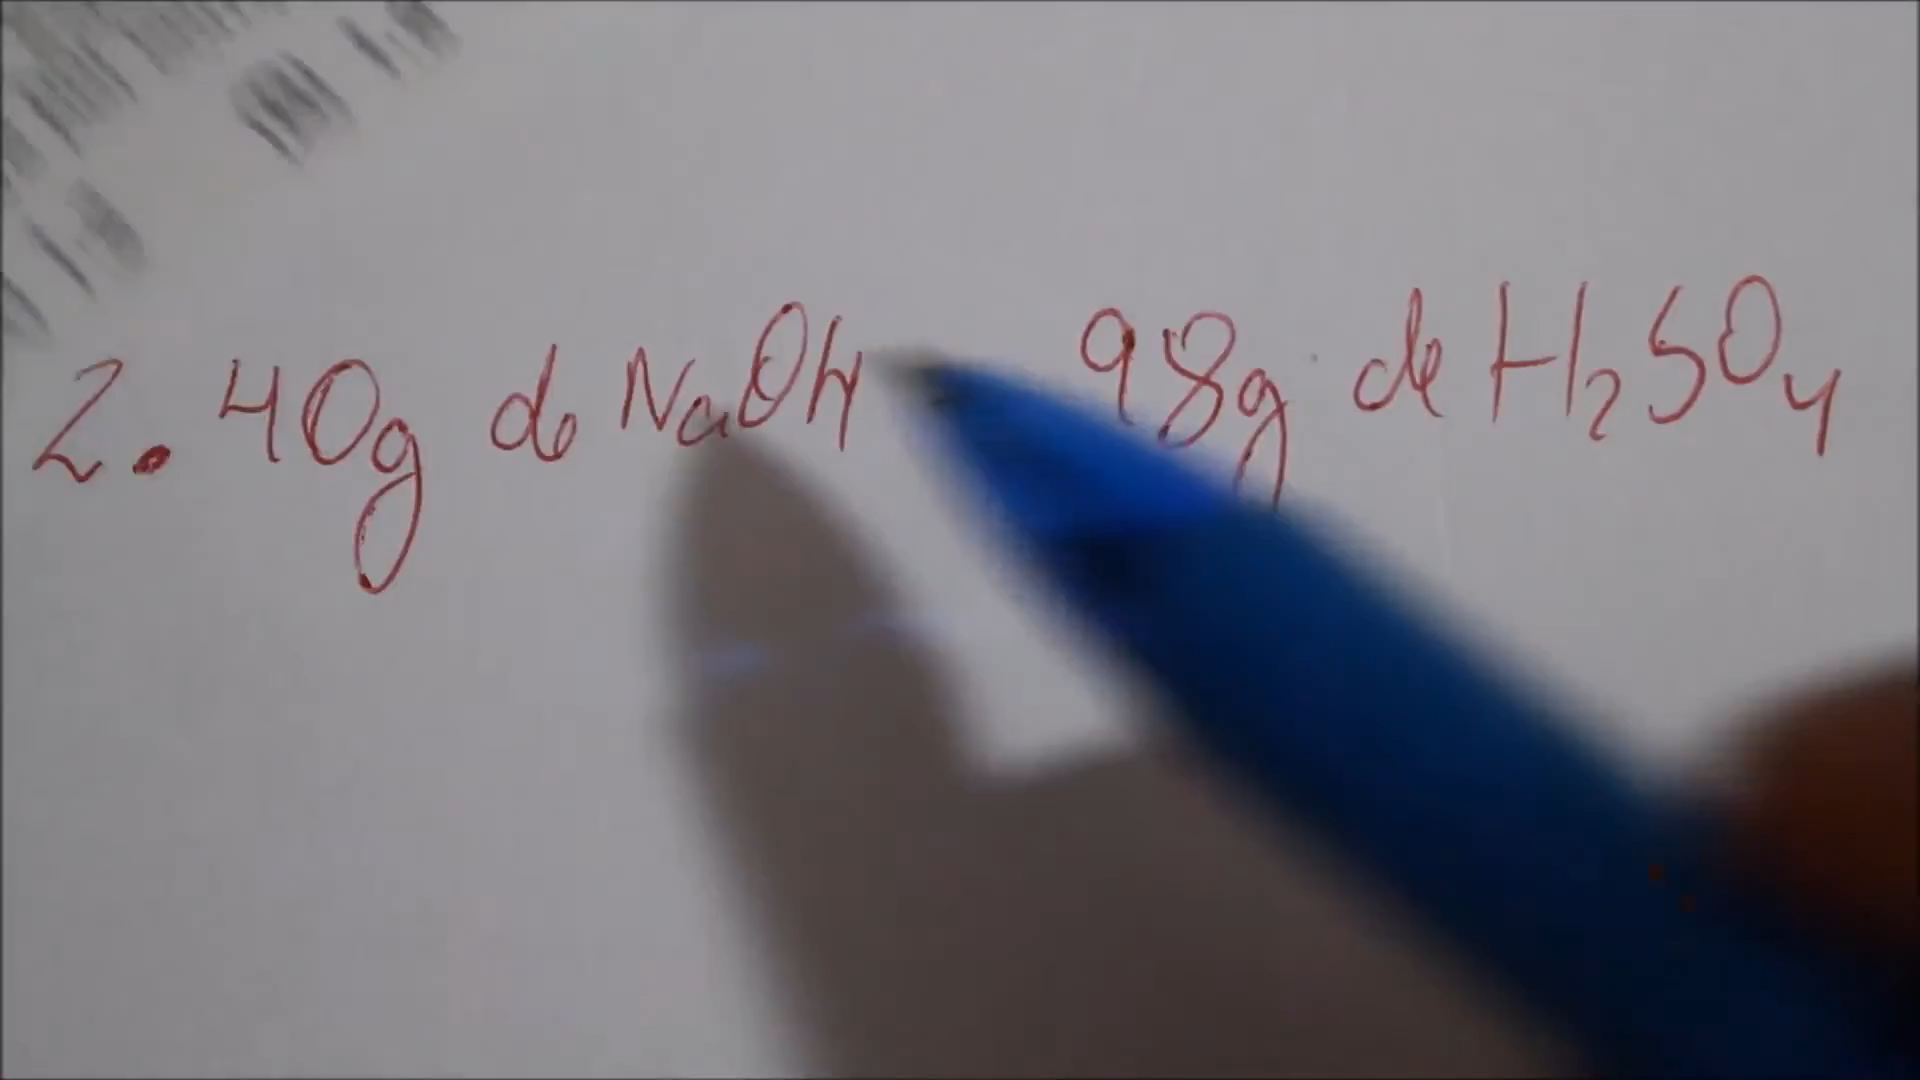 2. 40g de NaOH 98g de H₂SO₄